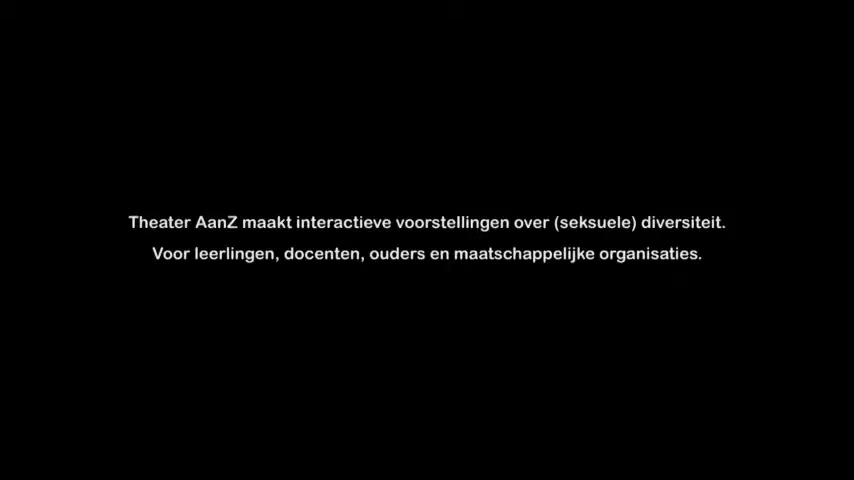 Theater AanZ maakt interactieve voorstellingen over (seksuele) diversiteit.
Voor leerlingen, docenten, ouders en maatschappelijke organisaties.